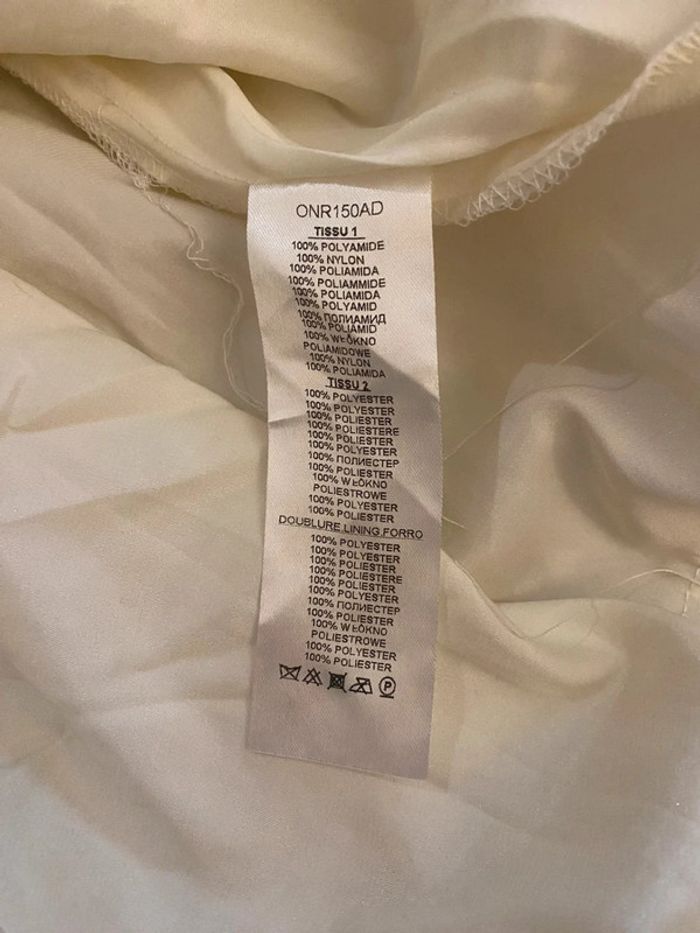 ONR150AD
TISSU 1
100% POLYAMIDE
100% NYLON
100% POLIAMIDA
100% POLIAMMIDE
100% POLIAMIDA
100% POLYAMID
100% ПОЛИАМИД
100% POLIAMID
100% WŁÓKNO
POLIAMIDOWE
100% NYLON
100% POLIAMIDA
TISSU 2
100% POLYESTER
100% POLYESTER
100% POLIESTER
100% POLIESTERE
100% POLIESTER
100% POLYESTER
100% ПОЛИЕСТЕР
100% POLIESTER
100% WŁÓKNO
POLIESTROWE
100% POLYESTER
100% POLIESTER
DOUBLURE,LINING,FORRO
100% POLYESTER
100% POLYESTER
100% POLIESTER
100% POLIESTERE
100% POLIESTER
100% POLYESTER
100% ПОЛИЕСТЕР
100% POLIESTER
100% WŁÓKNO
POLIESTROWE
100% POLYESTER
100% POLIESTER
P